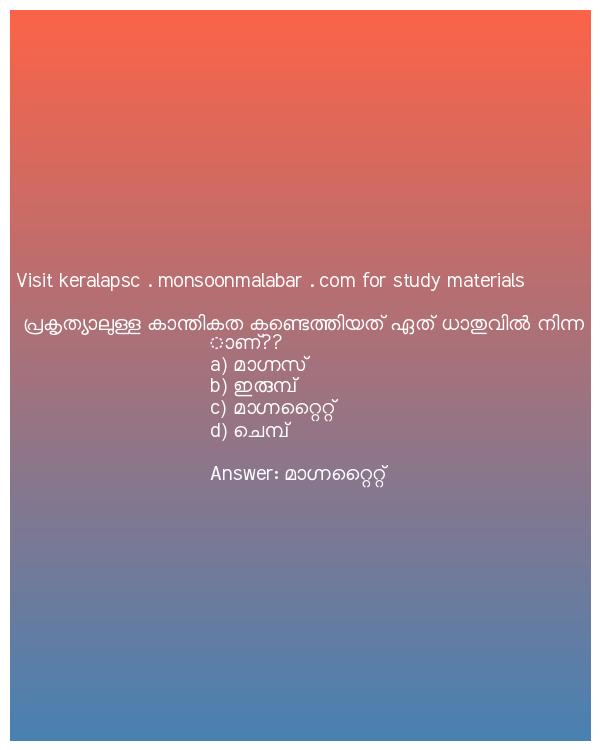 Visit keralapsc . monsoonmalabar . com for study materials
പ്രകൃത്യാലുള്ള കാന്തികത കണ്ടെത്തിയത് ഏത് ധാതുവിൽ നിന്ന
ാണ്??
a) മാഗ്നസ്
b) ഇരുമ്പ്
c) മാഗ്നറ്റൈറ്റ്
d) ചെമ്പ്
Answer: മാഗ്നറ്റൈറ്റ്